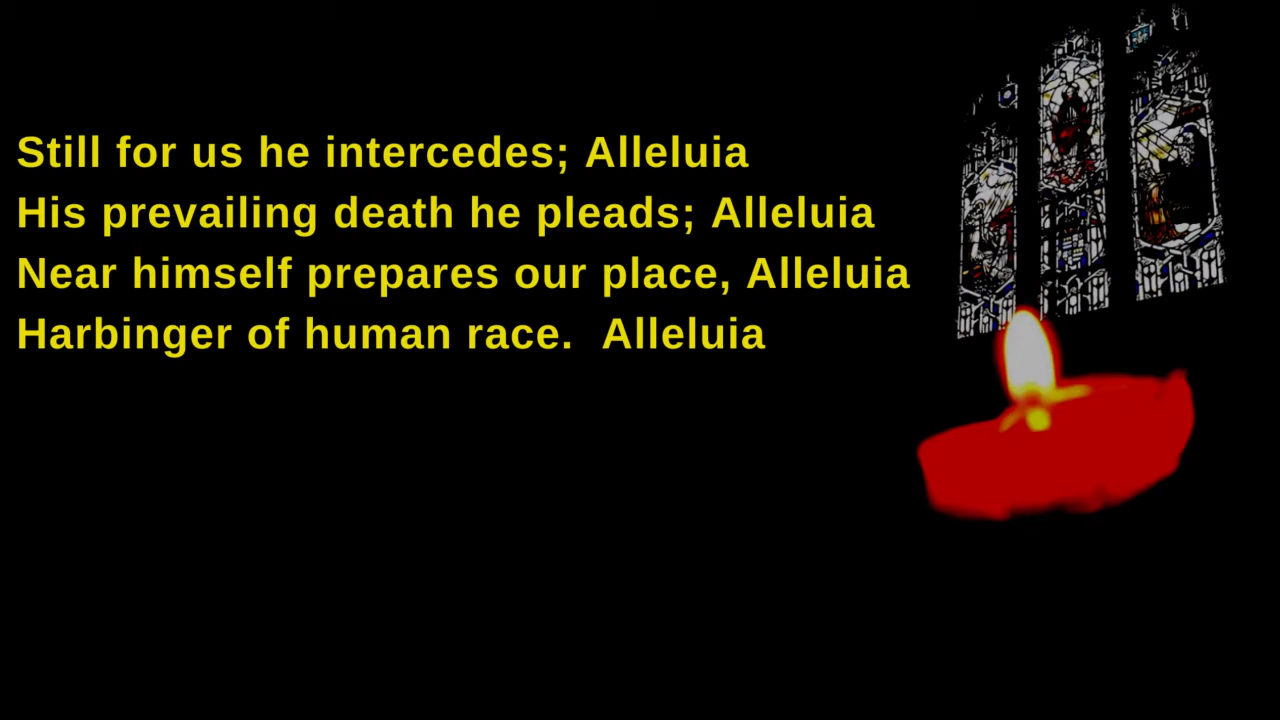 Still for us he intercedes; Alleluia
His prevailing death he pleads; Alleluia
Near himself prepares our place, Alleluia
Harbinger of human race.  Alleluia